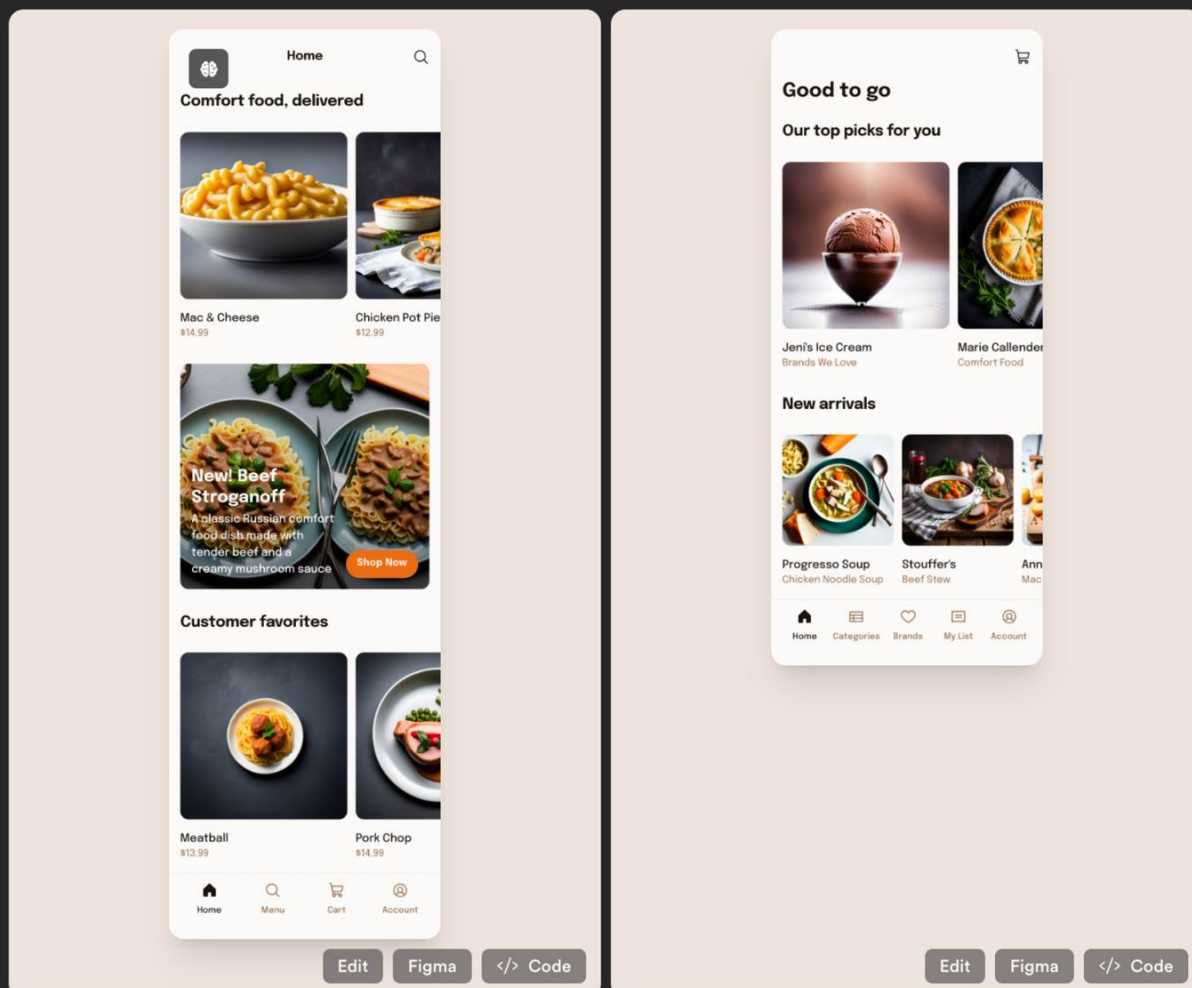 Home
Comfort food, delivered
Mac & Cheese
$14.99
Chicken Pot Pie
$12.99
New! Beef
Stroganoff
A classic Russian comfort
food dish made with
tender beef and a
creamy mushroom sauce
Shop Now
Customer favorites
Meatball
$13.99
Pork Chop
$14.99
Home
Menu
Cart
Account
Edit
Figma
</> Code
Good to go
Our top picks for you
Jeni's Ice Cream
Brands We Love
Marie Callender
Comfort Food
New arrivals
Progresso Soup
Chicken Noodle Soup
Stouffer's
Beef Stew
Ann
Mac
Home
Categories
Brands
My List
Account
Edit
Figma
</> Code